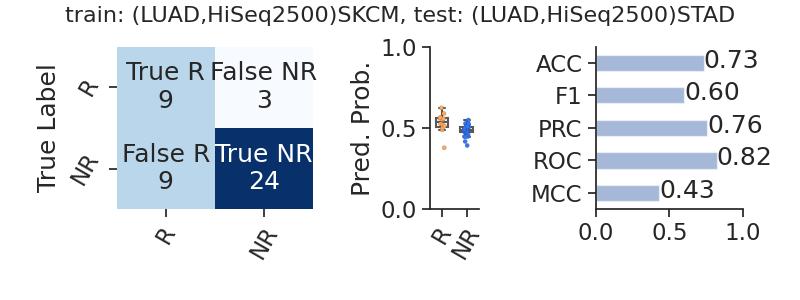 train: (LUAD,HiSeq2500)SKCM, test: (LUAD,HiSeq2500)STAD
True Label
R
NR
True R
9
False NR
3
False R
9
True NR
24
R
NR
Pred. Prob.
1.0
0.5
0.0
R
NR
ACC
0.73
F1
0.60
PRC
0.76
ROC
0.82
MCC
0.43
0.0
0.5
1.0